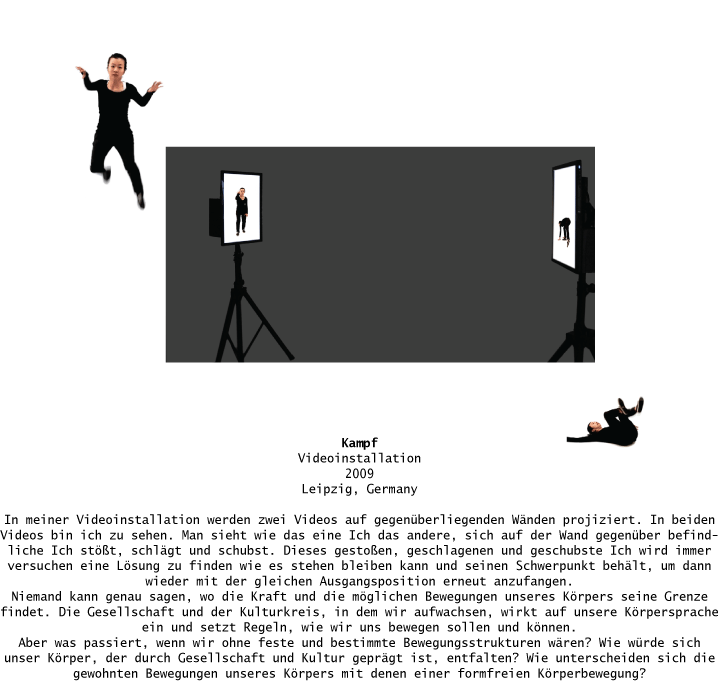 Kampf
Videoinstallation
2009
Leipzig, Germany
In meiner Videoinstallation werden zwei Videos auf gegenüberliegenden Wänden projiziert. In beiden
Videos bin ich zu sehen. Man sieht wie das eine Ich das andere, sich auf der Wand gegenüber befind-
liche Ich stößt, schlägt und schubst. Dieses gestoßen, geschlagenen und geschubste Ich wird immer
versuchen eine Lösung zu finden wie es stehen bleiben kann und seinen Schwerpunkt behält, um dann
wieder mit der gleichen Ausgangsposition erneut anzufangen.
Niemand kann genau sagen, wo die Kraft und die möglichen Bewegungen unseres Körpers seine Grenze
findet. Die Gesellschaft und der Kulturkreis, in dem wir aufwachsen, wirkt auf unsere Körpersprache
ein und setzt Regeln, wie wir uns bewegen sollen und können.
Aber was passiert, wenn wir ohne feste und bestimmte Bewegungsstrukturen wären? Wie würde sich
unser Körper, der durch Gesellschaft und Kultur geprägt ist, entfalten? Wie unterscheiden sich die
gewohnten Bewegungen unseres Körpers mit denen einer formfreien Körperbewegung?